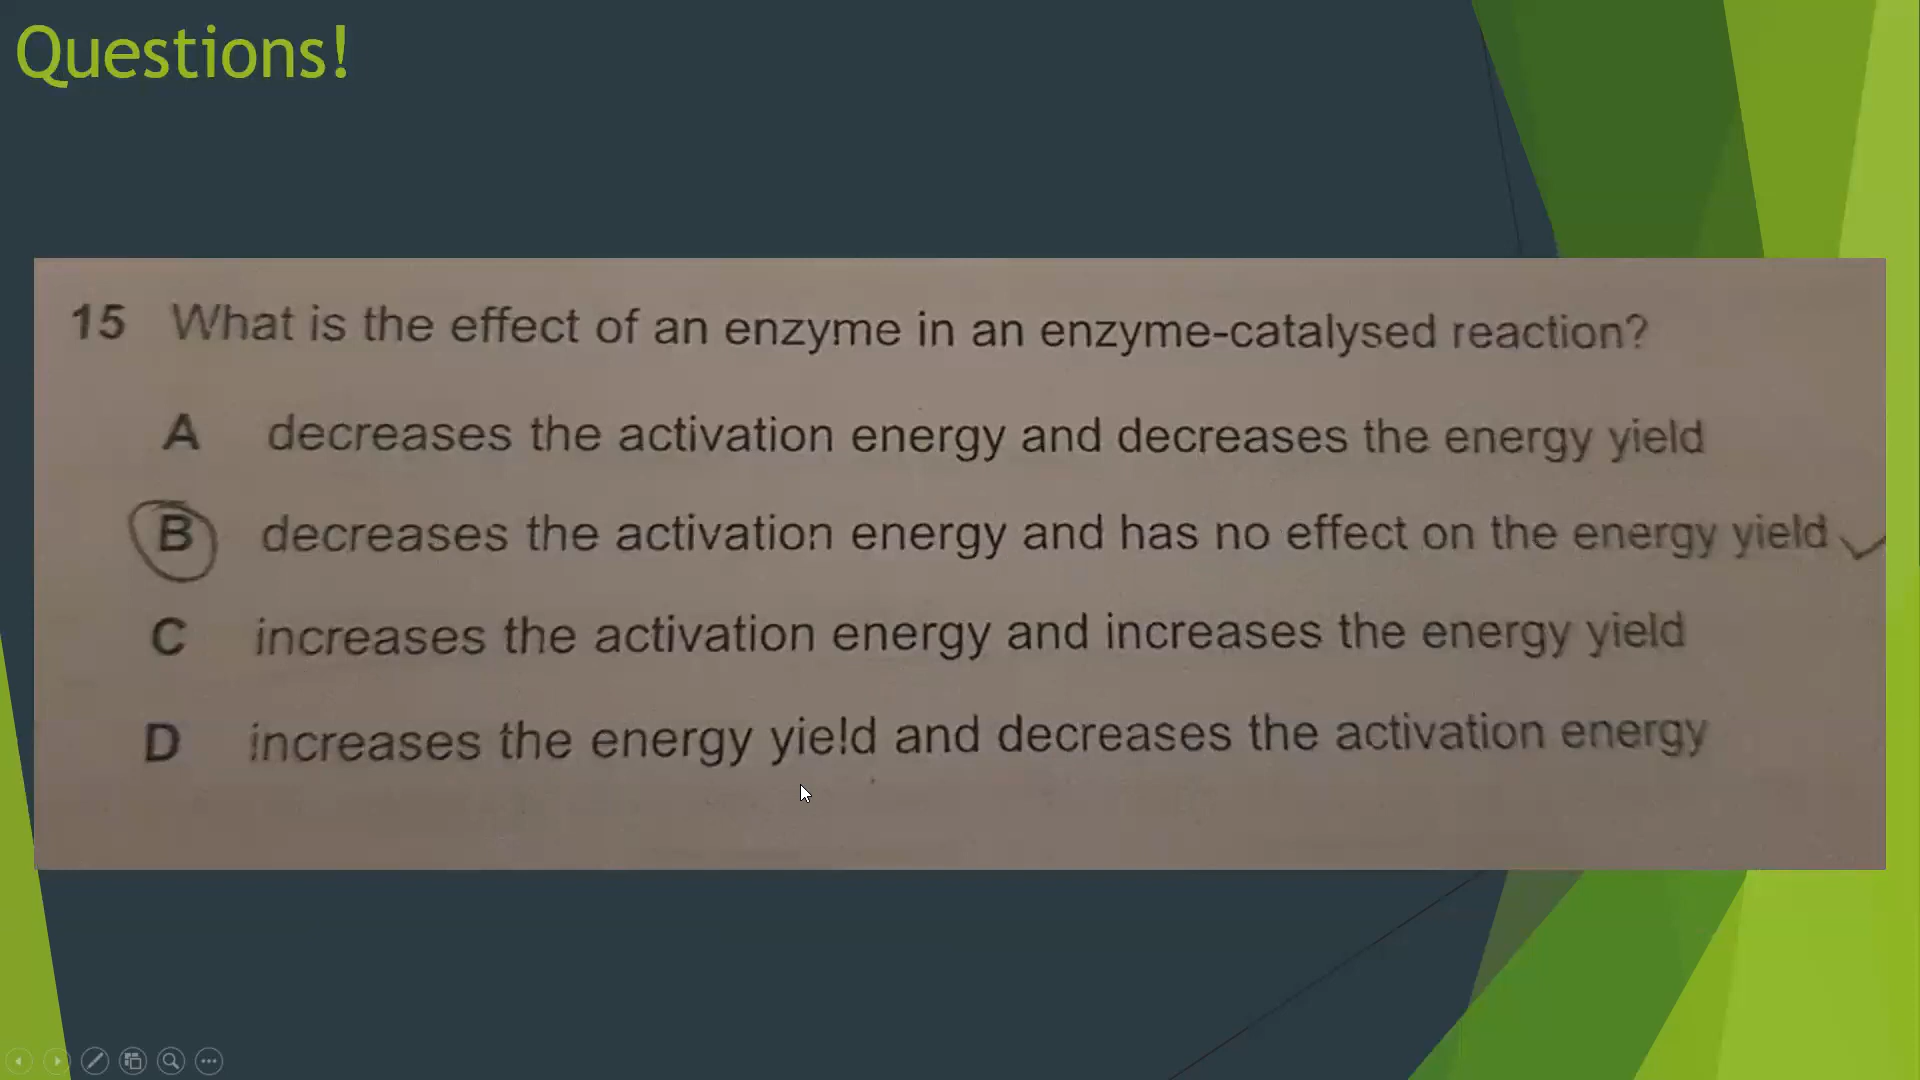 Questions!
15 What is the effect of an enzyme in an enzyme-catalysed reaction?
A decreases the activation energy and decreases the energy yield
B decreases the activation energy and has no effect on the energy yield
C increases the activation energy and increases the energy yield
D increases the energy yield and decreases the activation energy